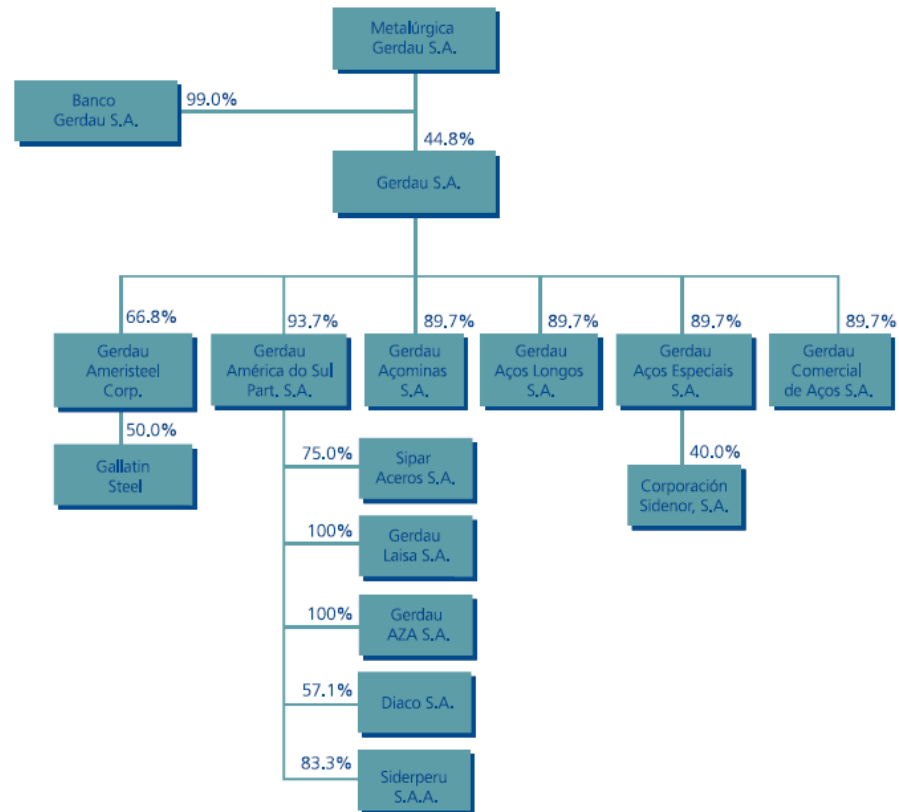 Metalúrgica
Gerdau S.A.
Banco
Gerdau S.A.
99.0%
44.8%
Gerdau S.A.
66.8%
93.7%
89.7%
89.7%
89.7%
89.7%
Gerdau
Ameristeel
Corp.
Gerdau
América do Sul
Part. S.A.
Gerdau
Açominas
S.A.
Gerdau
Aços Longos
S.A.
Gerdau
Aços Especiais
S.A.
Gerdau
Comercial
de Aços S.A.
50.0%
Gallatin
Steel
75.0%
Sipar
Aceros S.A.
40.0%
Corporación
Sidenor, S.A.
100%
Gerdau
Laisa S.A.
100%
Gerdau
AZA S.A.
57.1%
Diaco S.A.
83.3%
Siderperu
S.A.A.